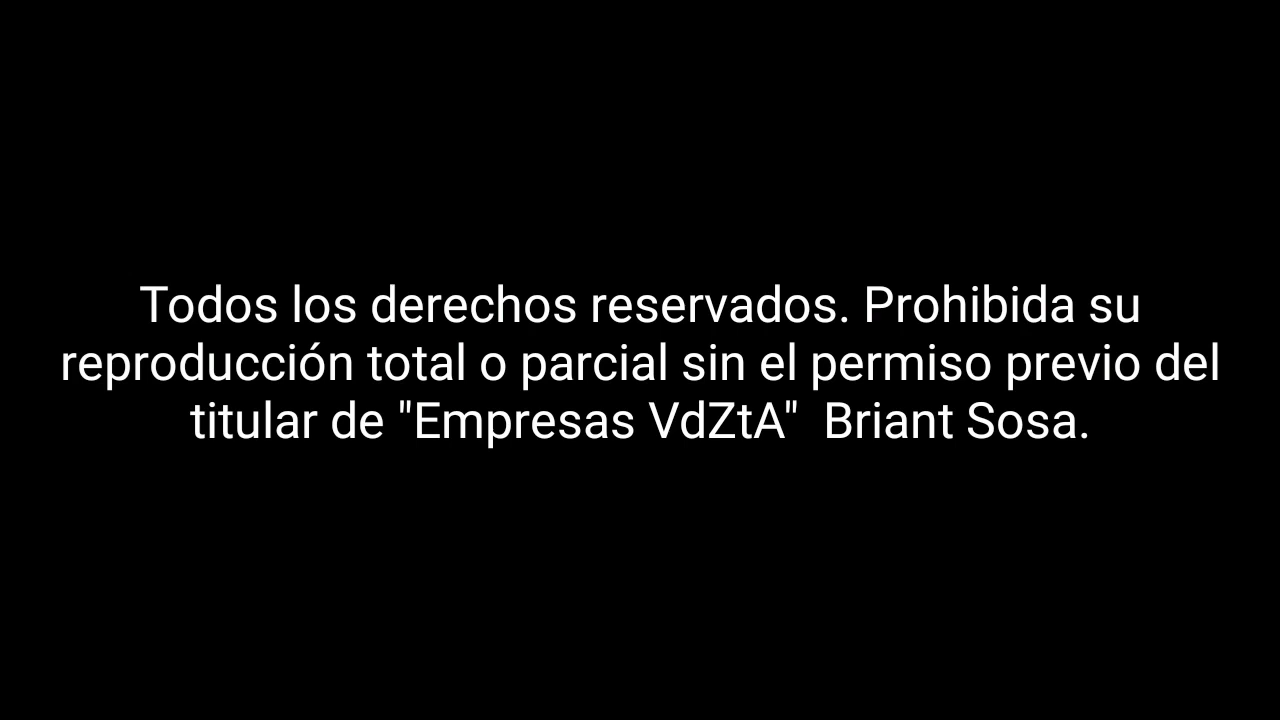 Todos los derechos reservados. Prohibida su
reproducción total o parcial sin el permiso previo del
titular de "Empresas VdZtA"  Briant Sosa.